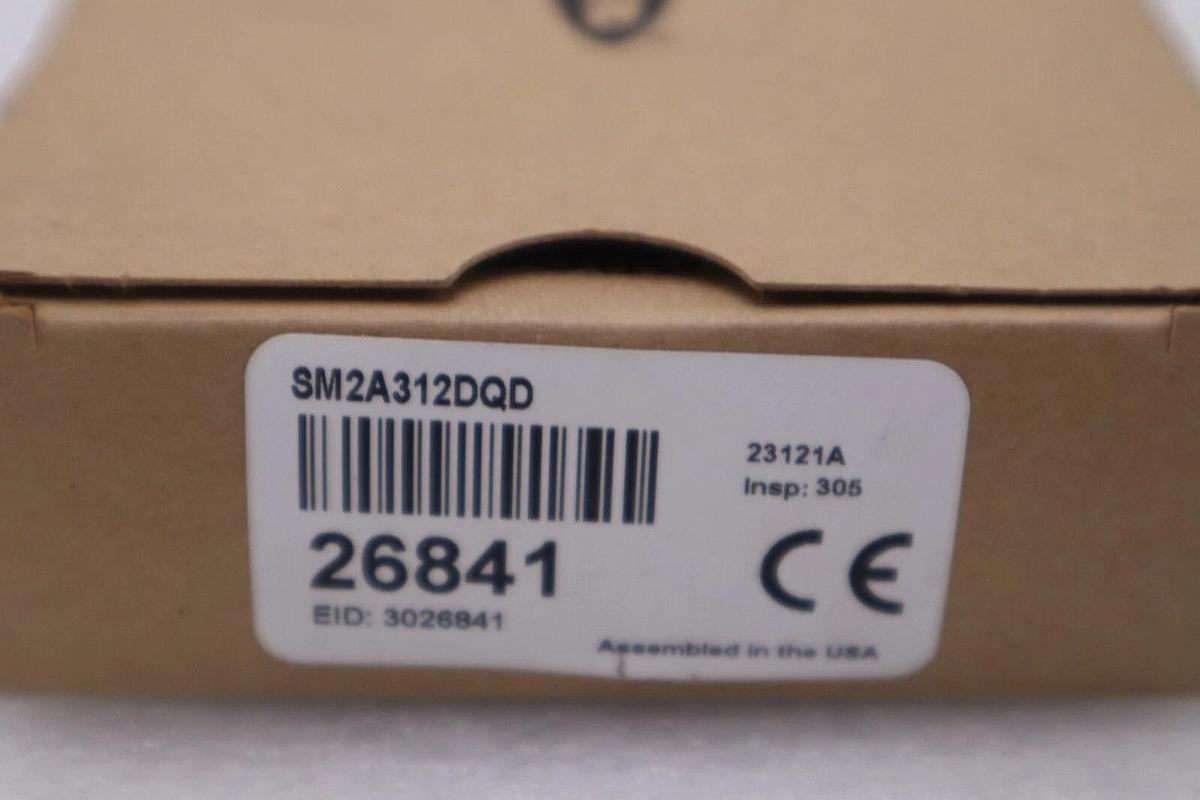 SM2A312DQD
23121A
Insp: 305
26841
CE
EID: 3026841
Assembled in the USA